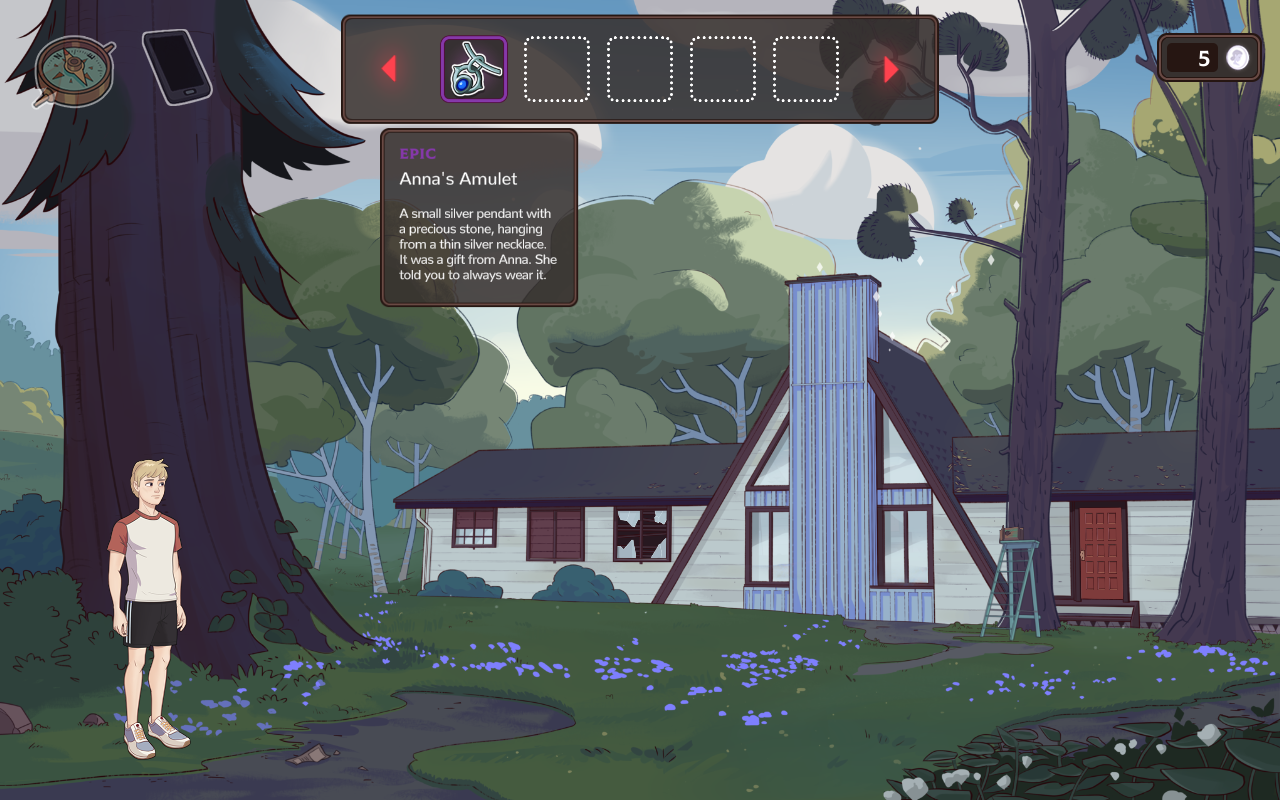 5
EPIC
Anna's Amulet
A small silver pendant with
a precious stone, hanging
from a thin silver necklace.
It was a gift from Anna. She
told you to always wear it.